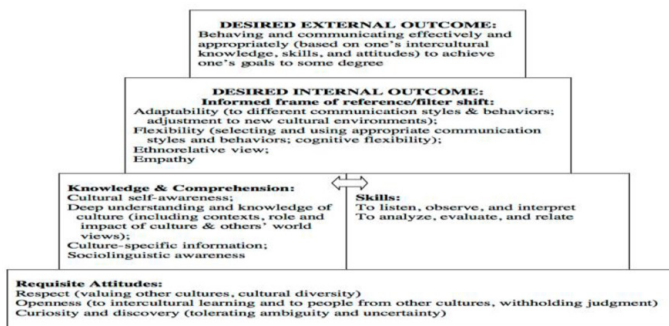 DESIRED EXTERNAL OUTCOME:
Behaving and communicating effectively and
appropriately (based on one's intercultural
knowledge, skills, and attitudes) to achieve
one's goals to some degree
DESIRED INTERNAL OUTCOME:
Informed frame of reference/filter shift:
Adaptability (to different communication styles & behaviors;
adjustment to new cultural environments);
Flexibility (selecting and using appropriate communication
styles and behaviors; cognitive flexibility);
Ethnorelative view;
Empathy
Knowledge & Comprehension:
Cultural self-awareness;
Deep understanding and knowledge of
culture (including contexts, role and
impact of culture & others' world
views);
Culture-specific information;
Sociolinguistic awareness
Skills:
To listen, observe, and interpret
To analyze, evaluate, and relate
Requisite Attitudes:
Respect (valuing other cultures, cultural diversity)
Openness (to intercultural learning and to people from other cultures, withholding judgment)
Curiosity and discovery (tolerating ambiguity and uncertainty)